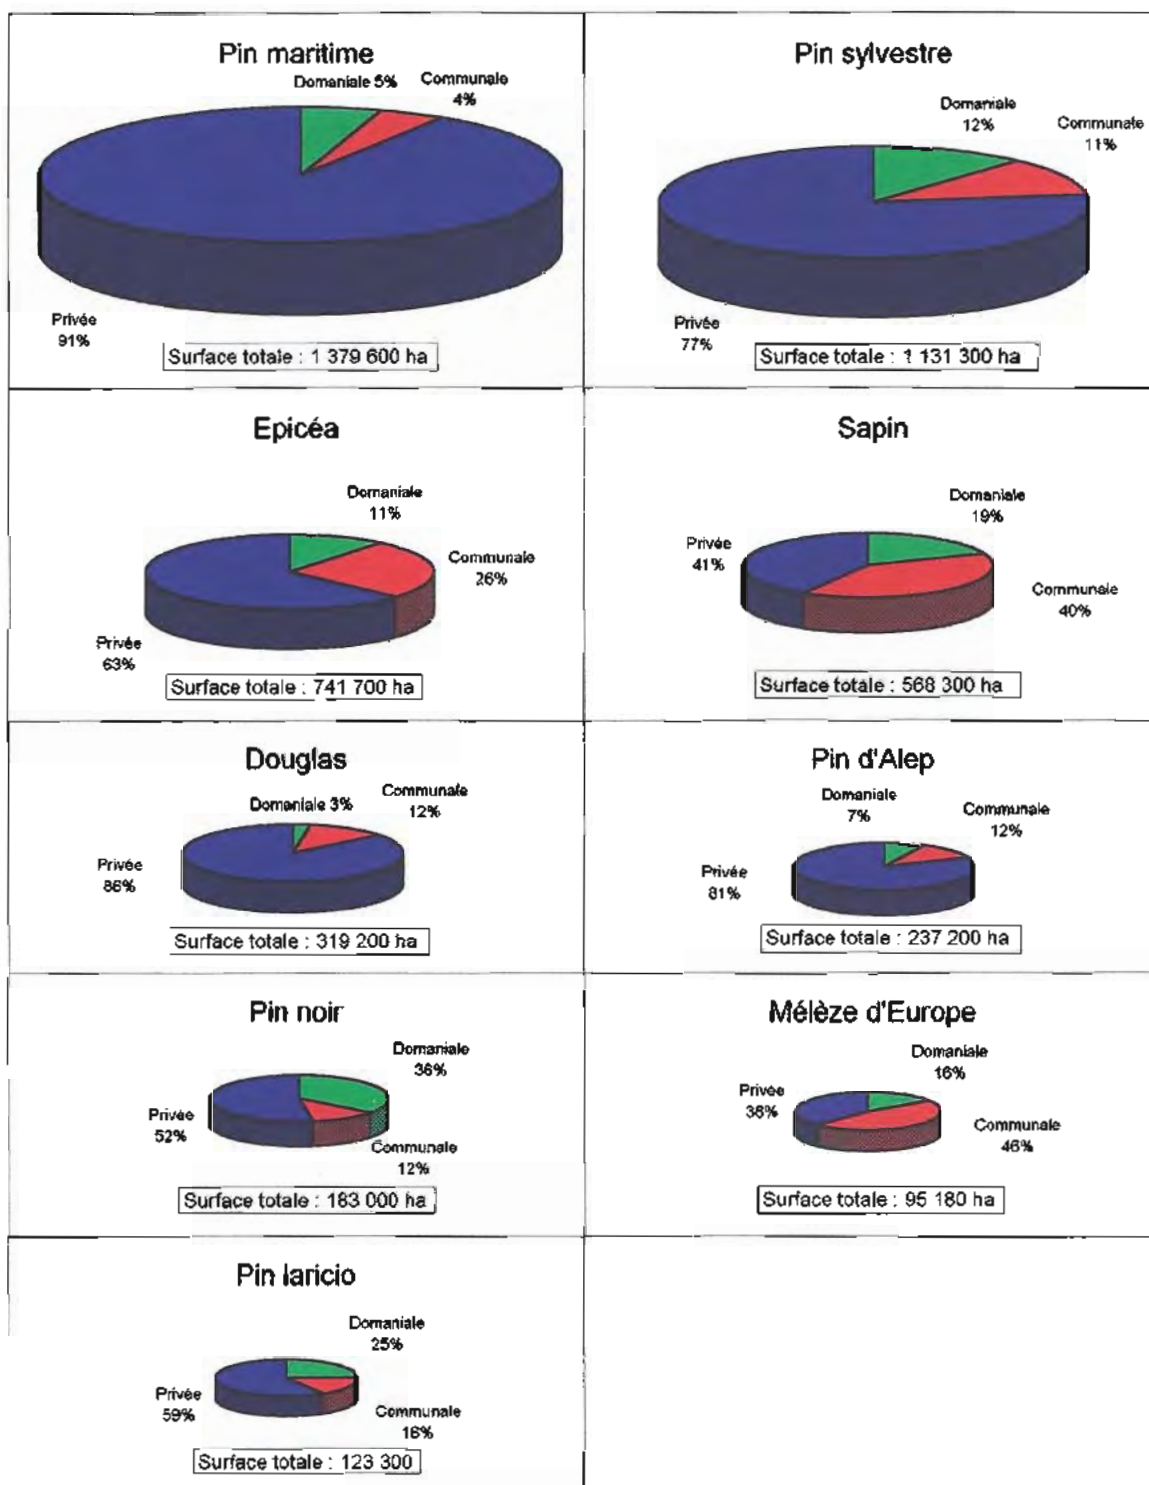 Pin maritime
Domaniale 5%
Communale
4%
Privée
91%
Surface totale : 1 379 600 ha
Pin sylvestre
Domaniale
12%
Communale
11%
Privée
77%
Surface totale : 1 131 300 ha
Epicéa
Domaniale
11%
Communale
26%
Privée
63%
Surface totale : 741 700 ha
Sapin
Domaniale
19%
Privée
41%
Communale
40%
Surface totale : 568 300 ha
Douglas
Domaniale 3%
Communale
12%
Privée
86%
Surface totale : 319 200 ha
Pin d'Alep
Domaniale
7%
Communale
12%
Privée
81%
Surface totale : 237 200 ha
Pin noir
Domaniale
36%
Privée
52%
Communale
12%
Surface totale : 183 000 ha
Mélèze d'Europe
Domaniale
16%
Privée
38%
Communale
46%
Surface totale : 95 180 ha
Pin laricio
Domaniale
25%
Privée
59%
Communale
16%
Surface totale : 123 300